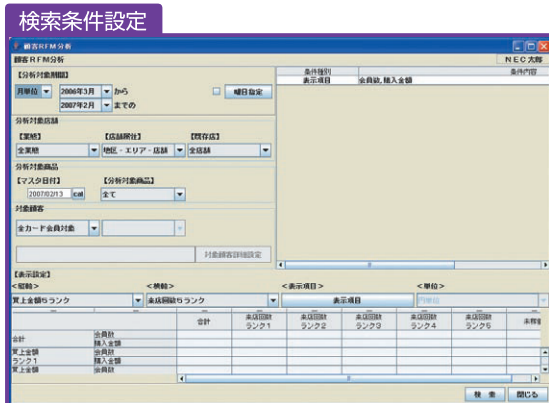 検索条件設定
顧客RFM分析
顧客RFM分析 NEC太郎
【分析対象期間】
月単位 2006年3月 から 曜日指定
2007年2月 までの
分析対象店舗
【業態】 【店舗所社】 【既存店】
全業態 地区・エリア・店舗 全店舗
分析対象商品
【マスタ日付】 【分析対象商品】
2007/02/13 cal 全て
対象顧客
全カード会員対象
対象顧客詳細設定
条件種別 条件内容
表示項目 会員数,購入金額
【表示設定】
<縦軸> <横軸> <表示項目> <単位>
買上金額5ランク 来店回数5ランク 表示項目 円単位
合計 来店回数ランク1 来店回数ランク2 来店回数ランク3 来店回数ランク4 来店回数ランク5
合計 会員数
購入金額
買上金額 会員数
ランク1 購入金額
買上金額 会員数
検索 閉じる